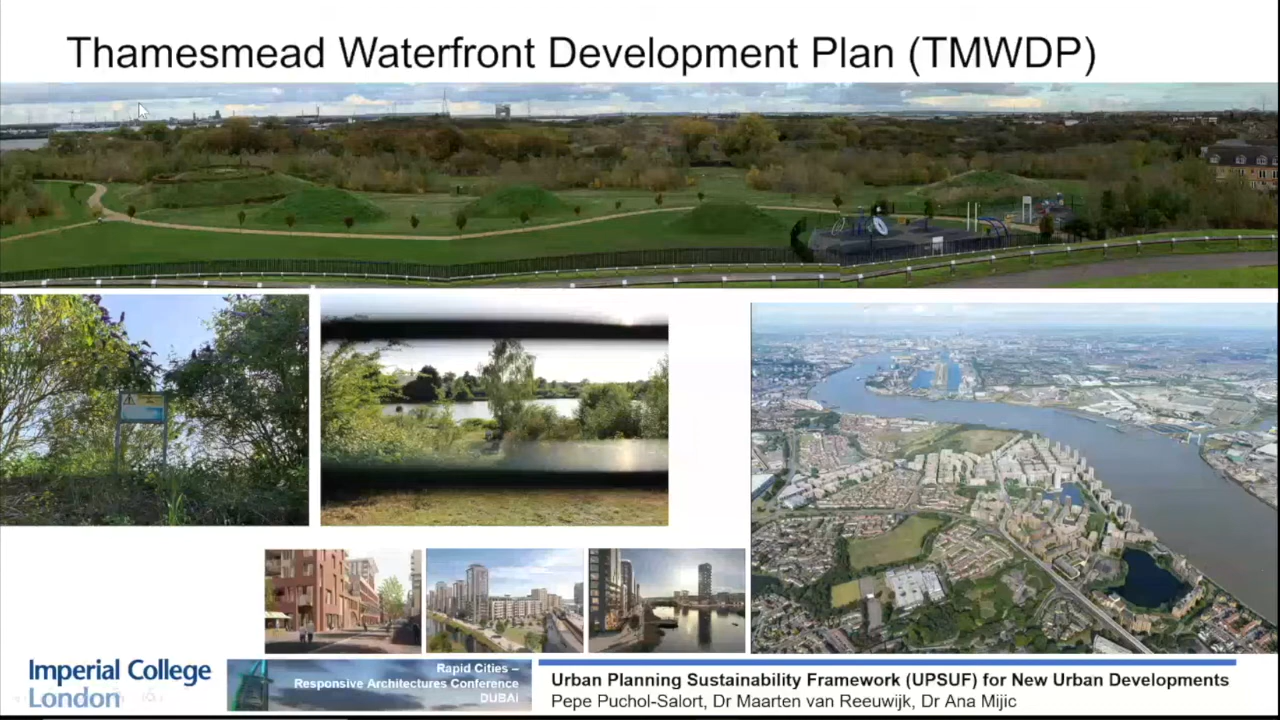 Thamesmead Waterfront Development Plan (TMWDP)
Imperial College
London
Rapid Cities –
Responsive Architectures Conference
DUBAI
Urban Planning Sustainability Framework (UPSUF) for New Urban Developments
Pepe Puchol-Salort, Dr Maarten van Reeuwijk, Dr Ana Mijic